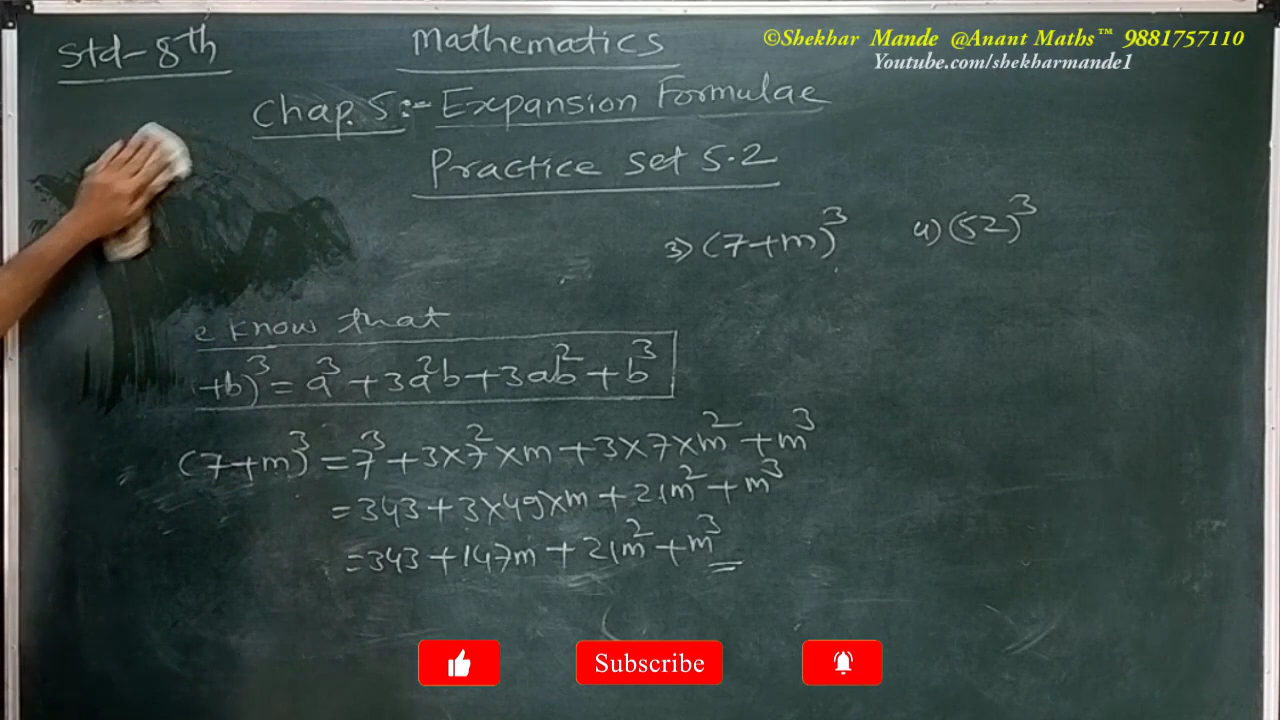 Std-8th
Mathematics
©Shekhar Mande @Anant Maths™ 9881757110
Youtube.com/shekharmande1
Chap. 5:- Expansion Formulae
Practice Set 5.2
3) (7+m)³ 4) (52)³
e know that
+b)³ = a³ + 3a²b + 3ab² + b³
(7+m)³ = 7³ + 3×7²×m + 3×7×m² + m³
= 343 + 3×49×m + 21m² + m³
= 343 + 147m + 21m² + m³
Subscribe